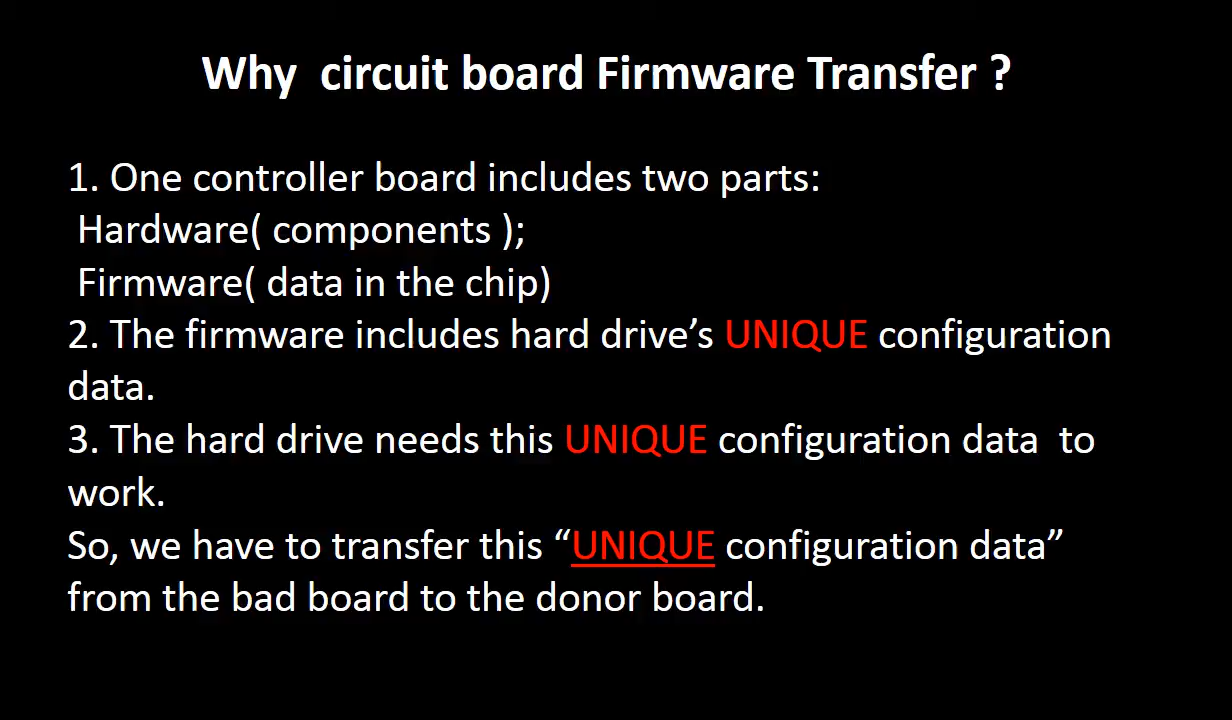 Why  circuit board Firmware Transfer ?
1. One controller board includes two parts:
Hardware( components );
Firmware( data in the chip)
2. The firmware includes hard drive’s UNIQUE configuration
data.
3. The hard drive needs this UNIQUE configuration data  to
work.
So, we have to transfer this “UNIQUE configuration data”
from the bad board to the donor board.